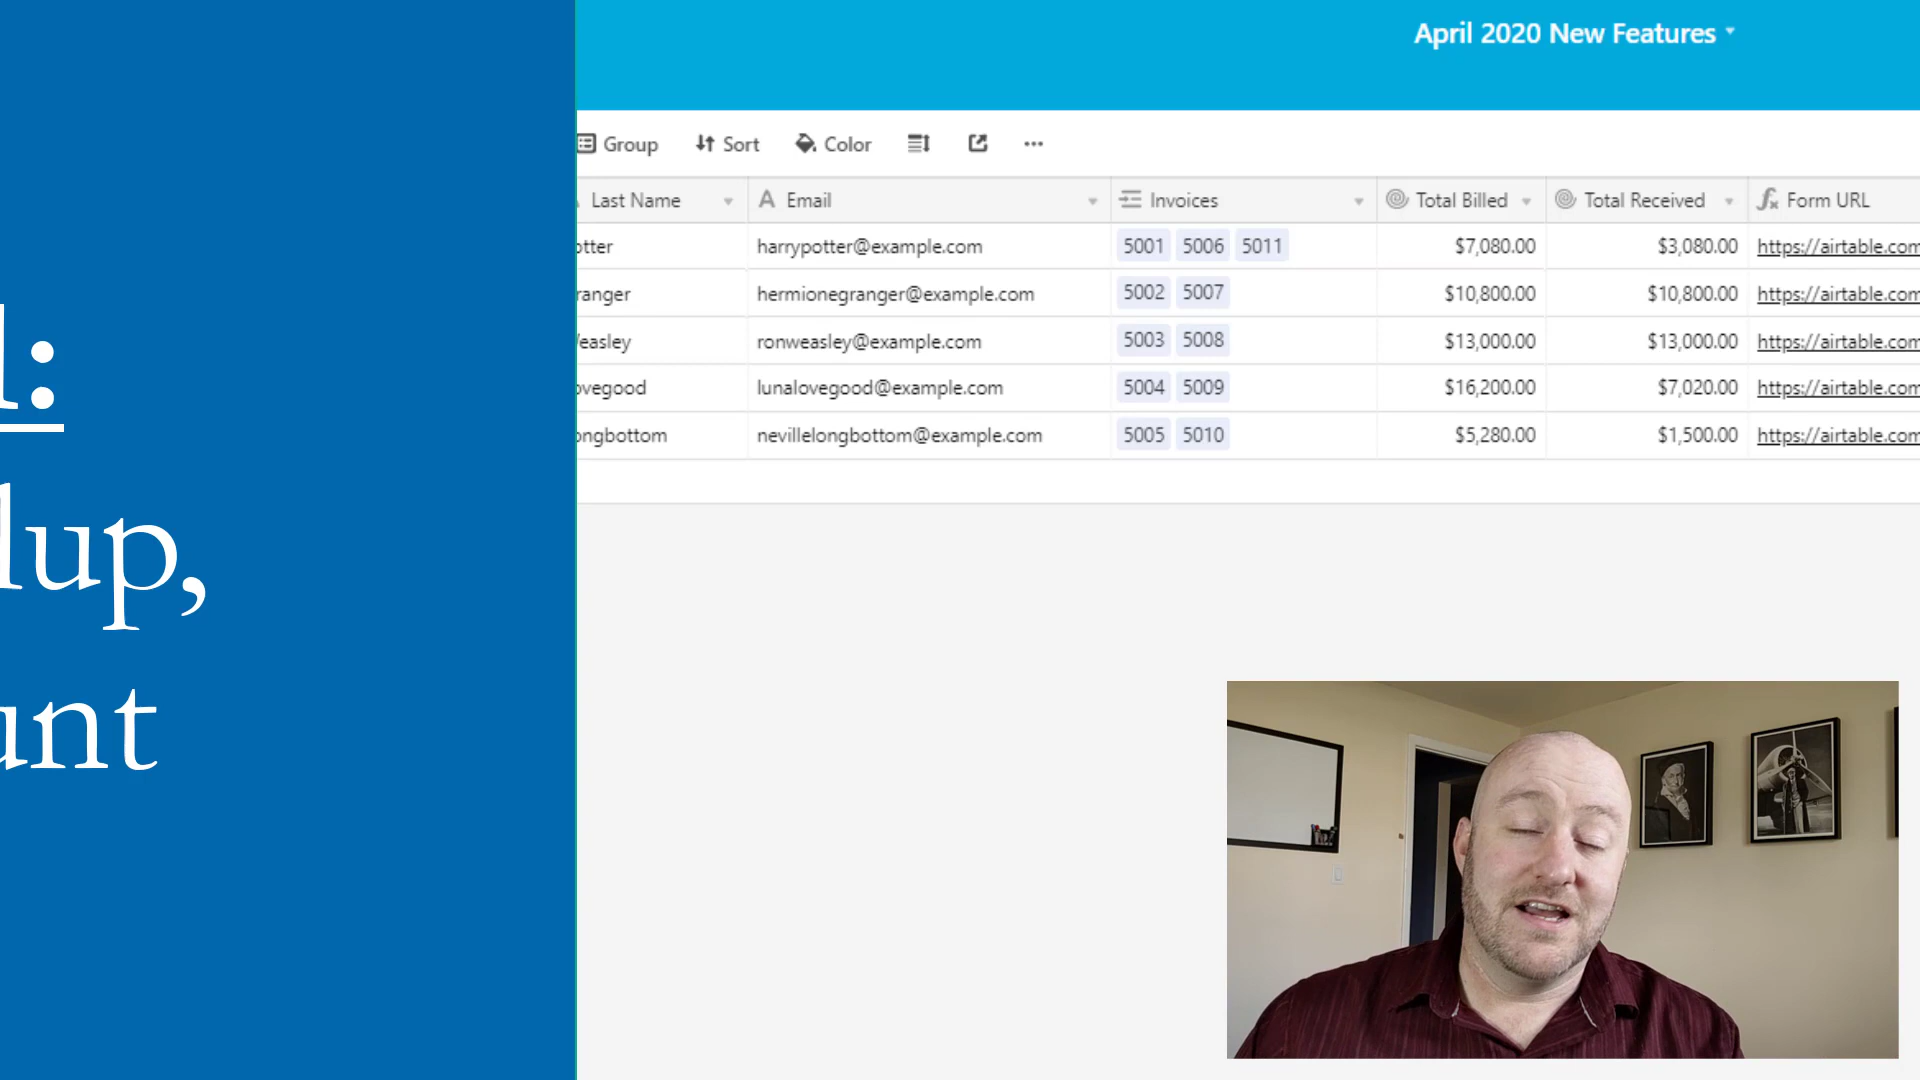 April 2020 New Features
Group Sort Color
Last Name Email Invoices Total Billed Total Received Form URL
otter harrypotter@example.com 5001 5006 5011 $7,080.00 $3,080.00 https://airtable.com
ranger hermionegranger@example.com 5002 5007 $10,800.00 $10,800.00 https://airtable.com
easley ronweasley@example.com 5003 5008 $13,000.00 $13,000.00 https://airtable.com
ovegood lunalovegood@example.com 5004 5009 $16,200.00 $7,020.00 https://airtable.com
ongbottom nevillelongbottom@example.com 5005 5010 $5,280.00 $1,500.00 https://airtable.com
l:
lup,
unt